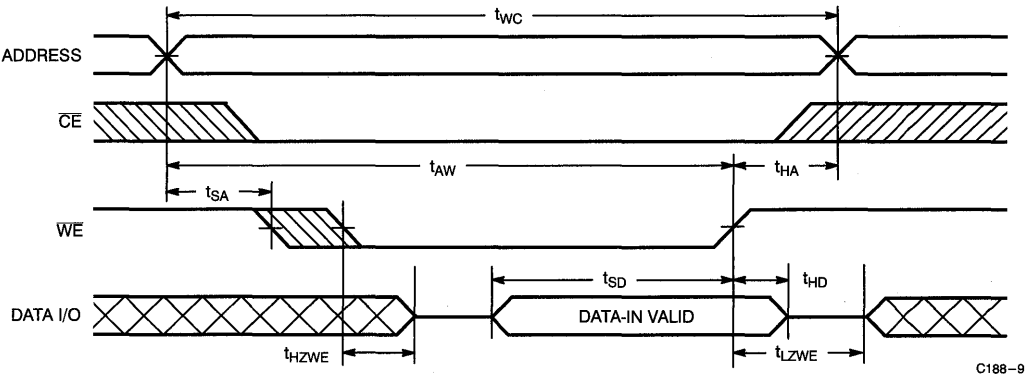 tWC
ADDRESS
CE
tAW
tHA
tSA
WE
tSD
tHD
DATA I/O
DATA-IN VALID
tHZWE
tLZWE
C188-9